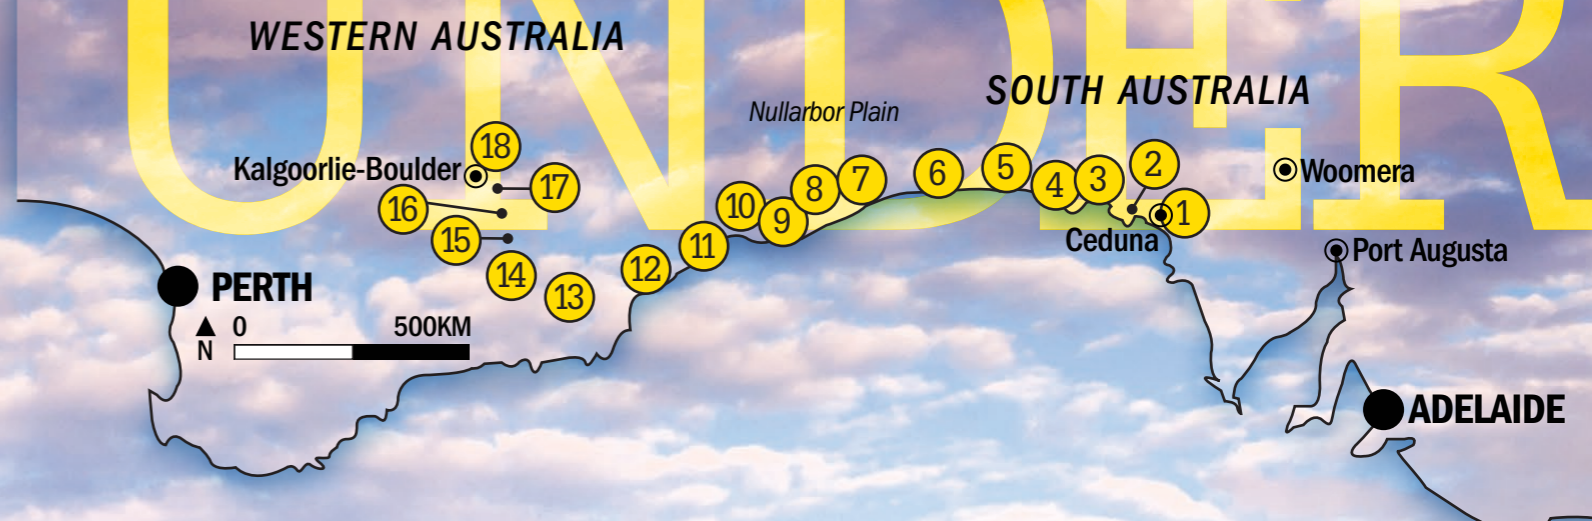 UNDER
WESTERN AUSTRALIA
SOUTH AUSTRALIA
Nullarbor Plain
Kalgoorlie-Boulder
18
17
16
15
14
13
12
11
10
9
8
7
6
5
4
3
2
1
Ceduna
Woomera
Port Augusta
PERTH
0 500KM
N
ADELAIDE